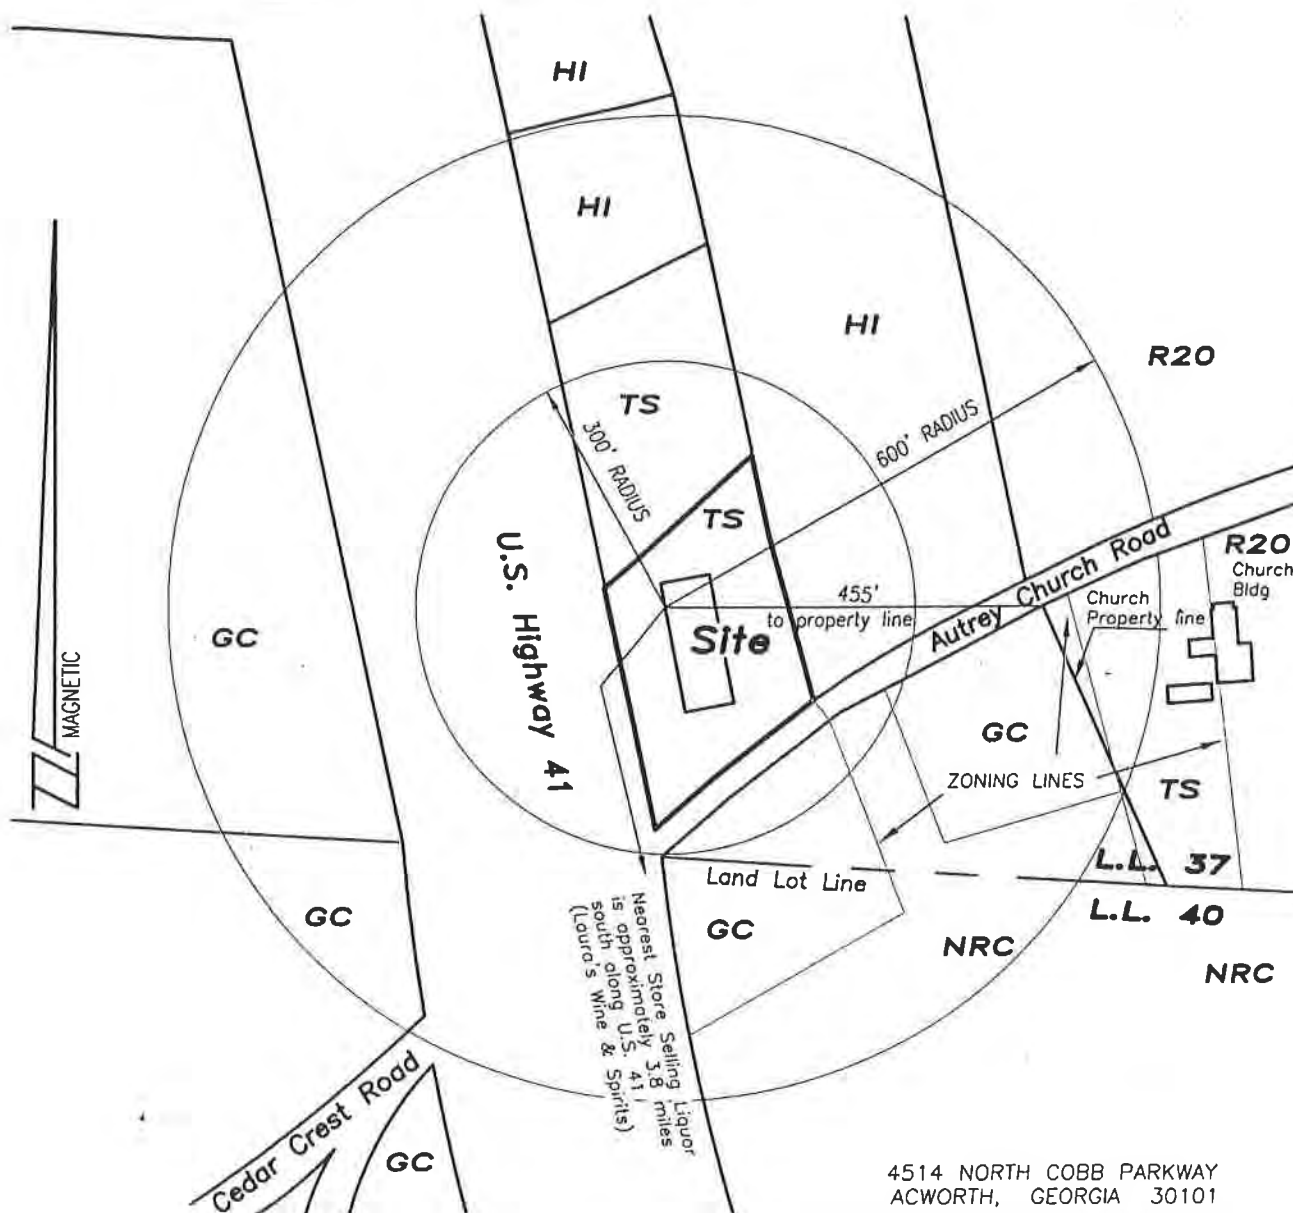 HI
HI
HI
R20
TS
300' RADIUS
600' RADIUS
TS
U.S. Highway 41
Autrey Church Road
R20
Church
Bldg
455'
to property line
Church
Property line
Site
GC
MAGNETIC
GC
ZONING LINES
TS
L.L. 37
Land Lot Line
L.L. 40
GC
GC
NRC
NRC
Nearest Store Selling Liquor
is approximately 3.8 miles
south along U.S. 41
(Laura's Wine & Spirits)
Cedar Crest Road
GC
4514 NORTH COBB PARKWAY
ACWORTH, GEORGIA 30101